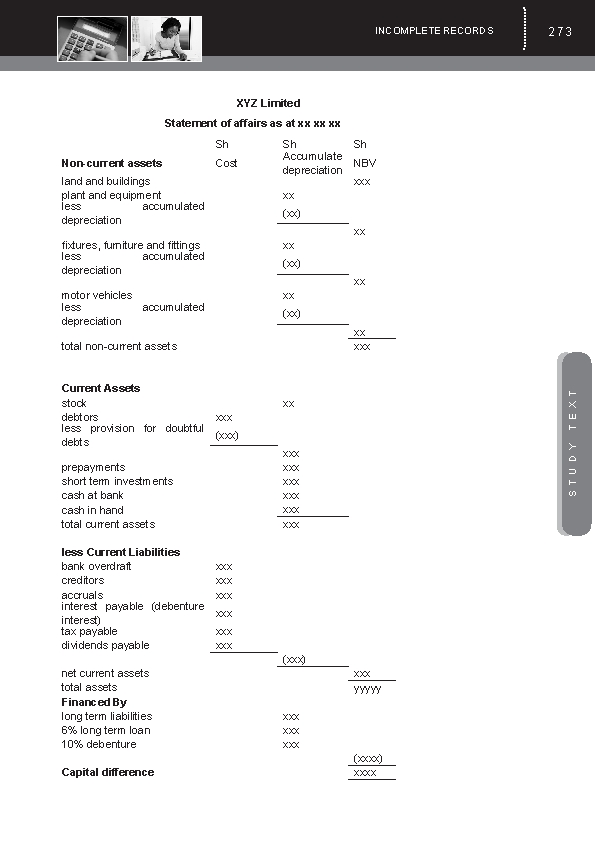 INCOMPLETE RECORDS 273
XYZ Limited
Statement of affairs as at xx xx xx
Sh Sh Sh
Non-current assets Cost Accumulate depreciation NBV
land and buildings xxx
plant and equipment xx
less accumulated depreciation (xx)
xx
fixtures, furniture and fittings xx
less accumulated depreciation (xx)
xx
motor vehicles xx
less accumulated depreciation (xx)
xx
total non-current assets xxx
Current Assets
stock xx
debtors xxx
less provision for doubtful debts (xxx)
xxx
prepayments xxx
short term investments xxx
cash at bank xxx
cash in hand xxx
total current assets xxx
less Current Liabilities
bank overdraft xxx
creditors xxx
accruals xxx
interest payable (debenture interest) xxx
tax payable xxx
dividends payable xxx
(xxx)
net current assets xxx
total assets yyyyy
Financed By
long term liabilities xxx
6% long term loan xxx
10% debenture xxx
(xxxx)
Capital difference xxxx
STUDY TEXT